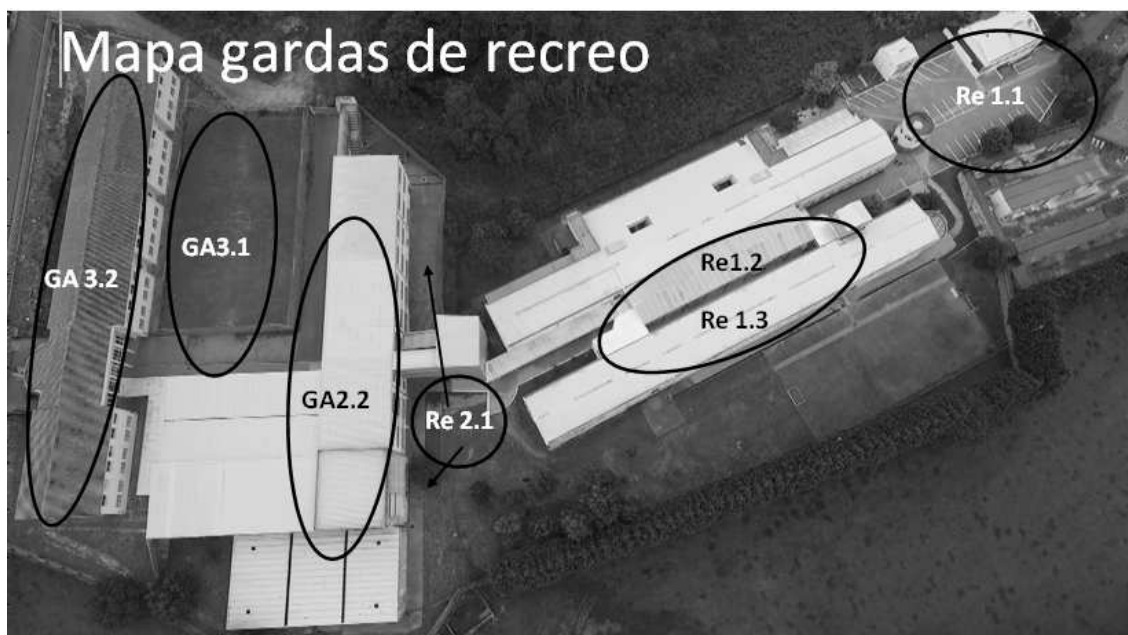 Mapa gardas de recreo
Re 1.1
GA3.1
GA 3.2
Re1.2
Re 1.3
GA2.2
Re 2.1